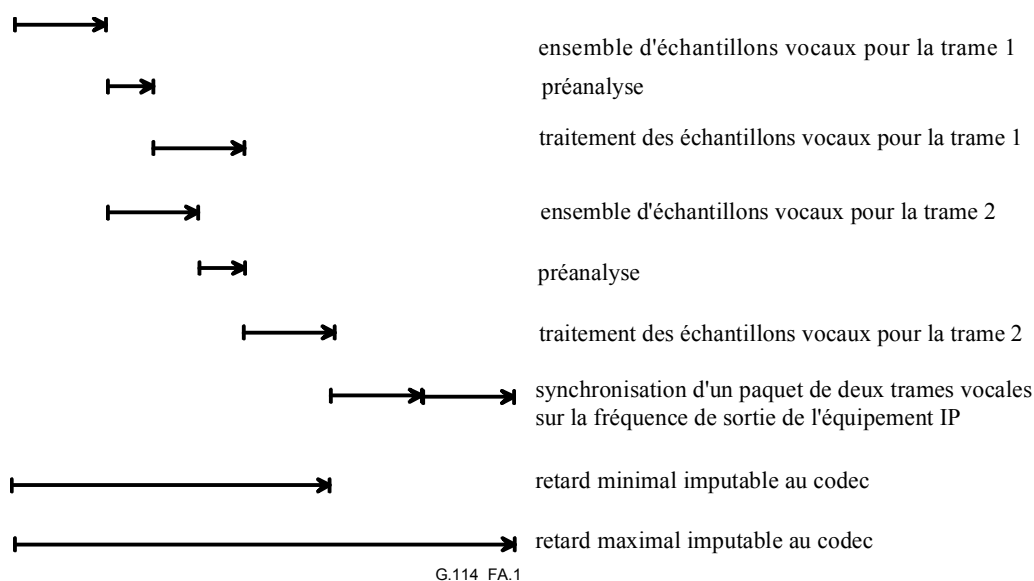 ensemble d'échantillons vocaux pour la trame 1
préanalyse
traitement des échantillons vocaux pour la trame 1
ensemble d'échantillons vocaux pour la trame 2
préanalyse
traitement des échantillons vocaux pour la trame 2
synchronisation d'un paquet de deux trames vocales
sur la fréquence de sortie de l'équipement IP
retard minimal imputable au codec
retard maximal imputable au codec
G.114_FA.1